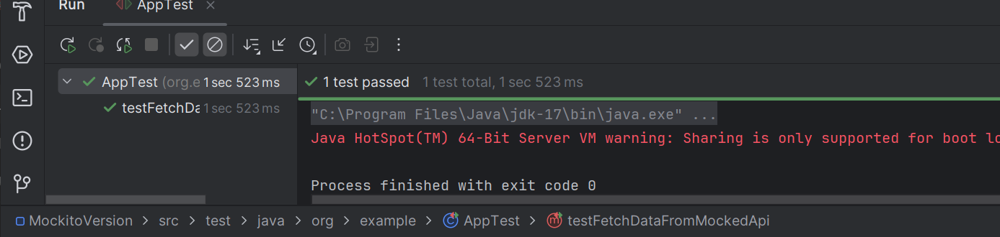 Run AppTest
AppTest (org.e 1 sec 523 ms
testFetchDa 1 sec 523 ms
1 test passed 1 test total, 1 sec 523 ms
"C:\Program Files\Java\jdk-17\bin\java.exe" ...
Java HotSpot(TM) 64-Bit Server VM warning: Sharing is only supported for boot lo
Process finished with exit code 0
MockitoVersion > src > test > java > org > example > AppTest > testFetchDataFromMockedApi